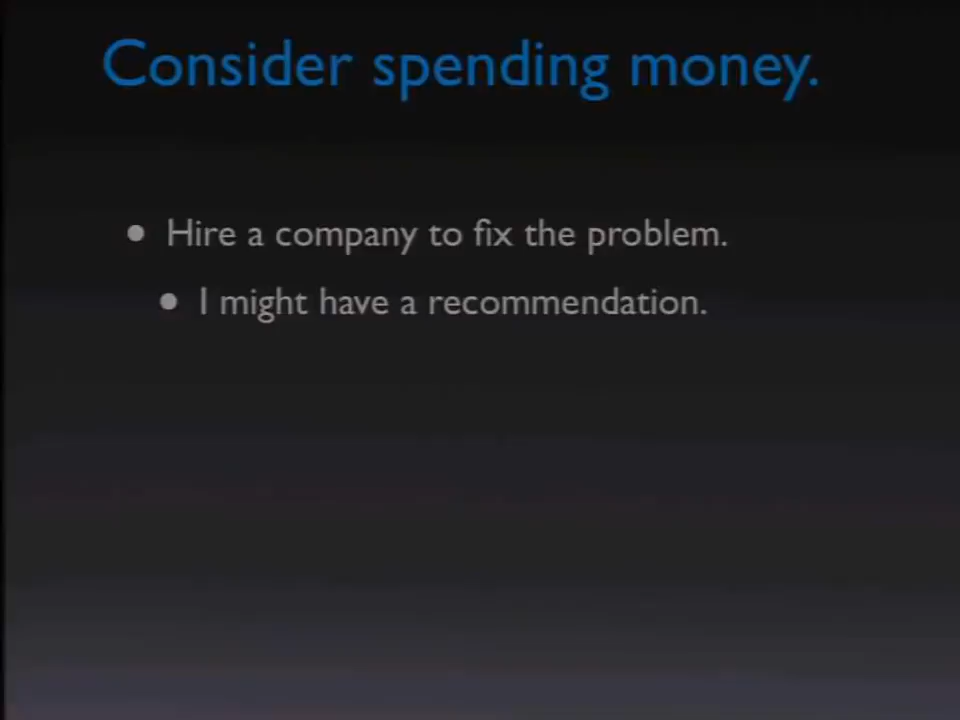 Consider spending money.
• Hire a company to fix the problem.
• I might have a recommendation.